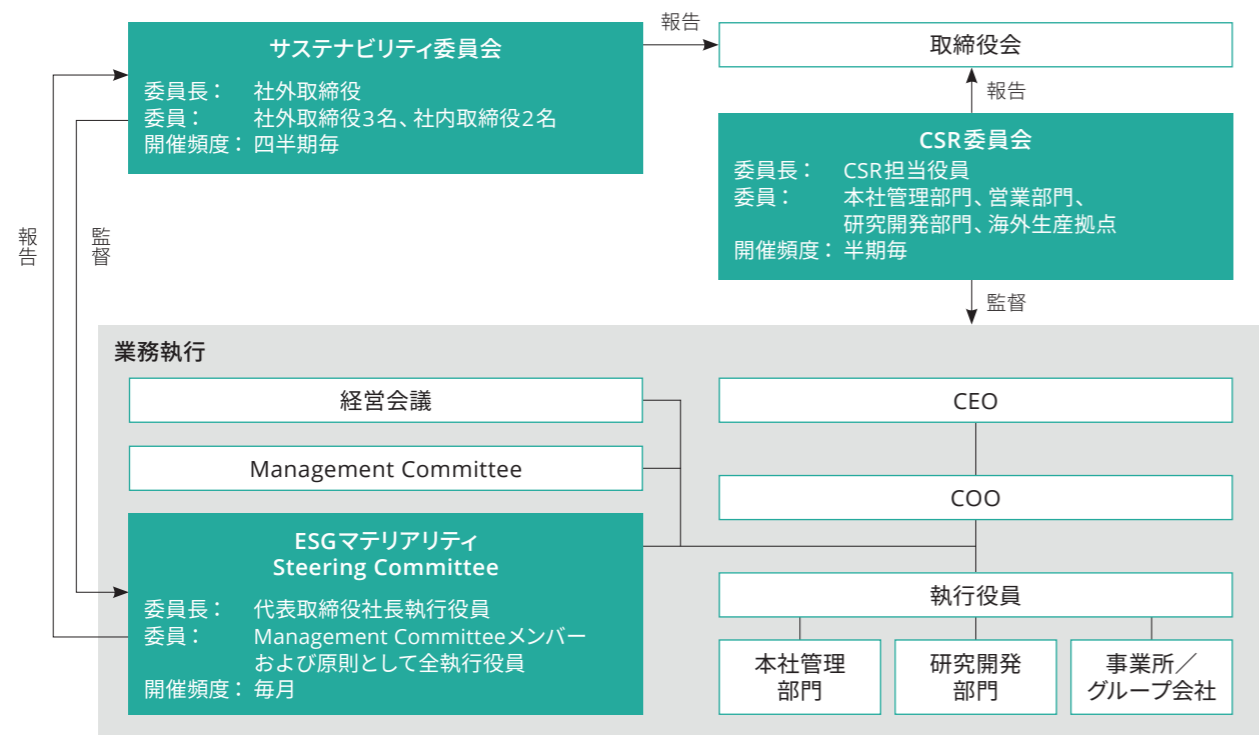 サステナビリティ委員会
委員長： 社外取締役
委員： 社外取締役3名、社内取締役2名
開催頻度： 四半期毎
報告
取締役会
報告
CSR委員会
委員長： CSR担当役員
委員： 本社管理部門、営業部門、
研究開発部門、海外生産拠点
開催頻度： 半期毎
報告
監督
監督
業務執行
経営会議
Management Committee
ESGマテリアリティ
Steering Committee
委員長： 代表取締役社長執行役員
委員： Management Committeeメンバー
および原則として全執行役員
開催頻度： 毎月
CEO
COO
執行役員
本社管理
部門
研究開発
部門
事業所／
グループ会社